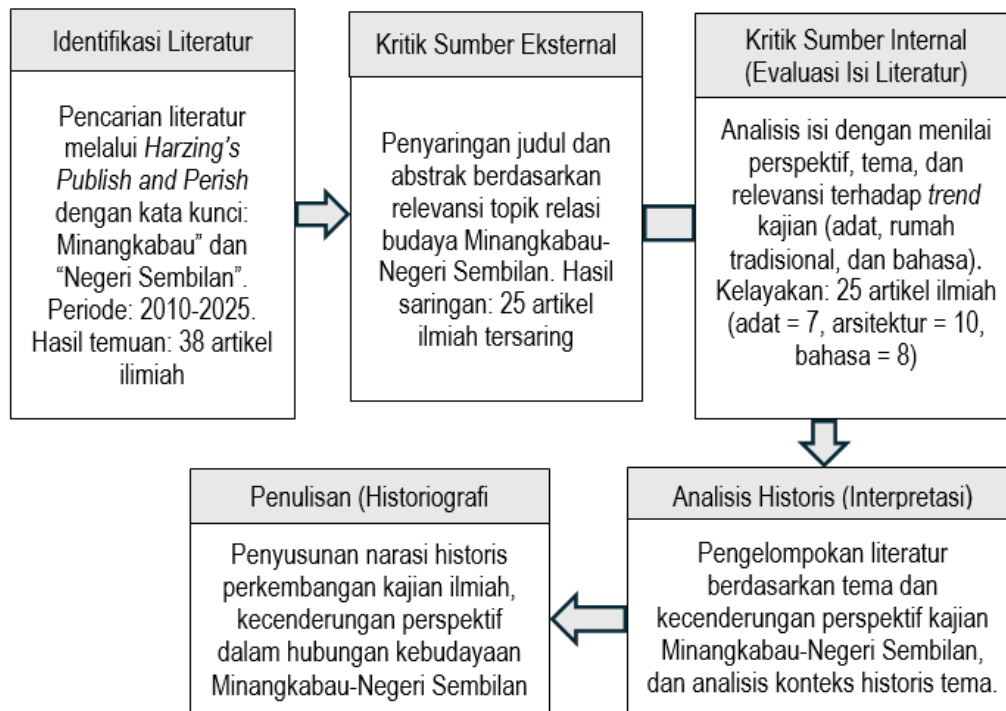 Identifikasi Literatur
Pencarian literatur
melalui Harzing's
Publish and Perish
dengan kata kunci:
Minangkabau" dan
"Negeri Sembilan".
Periode: 2010-2025.
Hasil temuan: 38 artikel
ilimiah
Kritik Sumber Eksternal
Penyaringan judul dan
abstrak berdasarkan
relevansi topik relasi
budaya Minangkabau-
Negeri Sembilan. Hasil
saringan: 25 artikel
ilmiah tersaring
Kritik Sumber Internal
(Evaluasi Isi Literatur)
Analisis isi dengan menilai
perspektif, tema, dan
relevansi terhadap trend
kajian (adat, rumah
tradisional, dan bahasa).
Kelayakan: 25 artikel ilmiah
(adat = 7, arsitektur = 10,
bahasa = 8)
Analisis Historis (Interpretasi)
Pengelompokan literatur
berdasarkan tema dan
kecenderungan perspektif kajian
Minangkabau-Negeri Sembilan,
dan analisis konteks historis tema.
Penulisan (Historiografi
Penyusunan narasi historis
perkembangan kajian ilmiah,
kecenderungan perspektif
dalam hubungan kebudayaan
Minangkabau-Negeri Sembilan